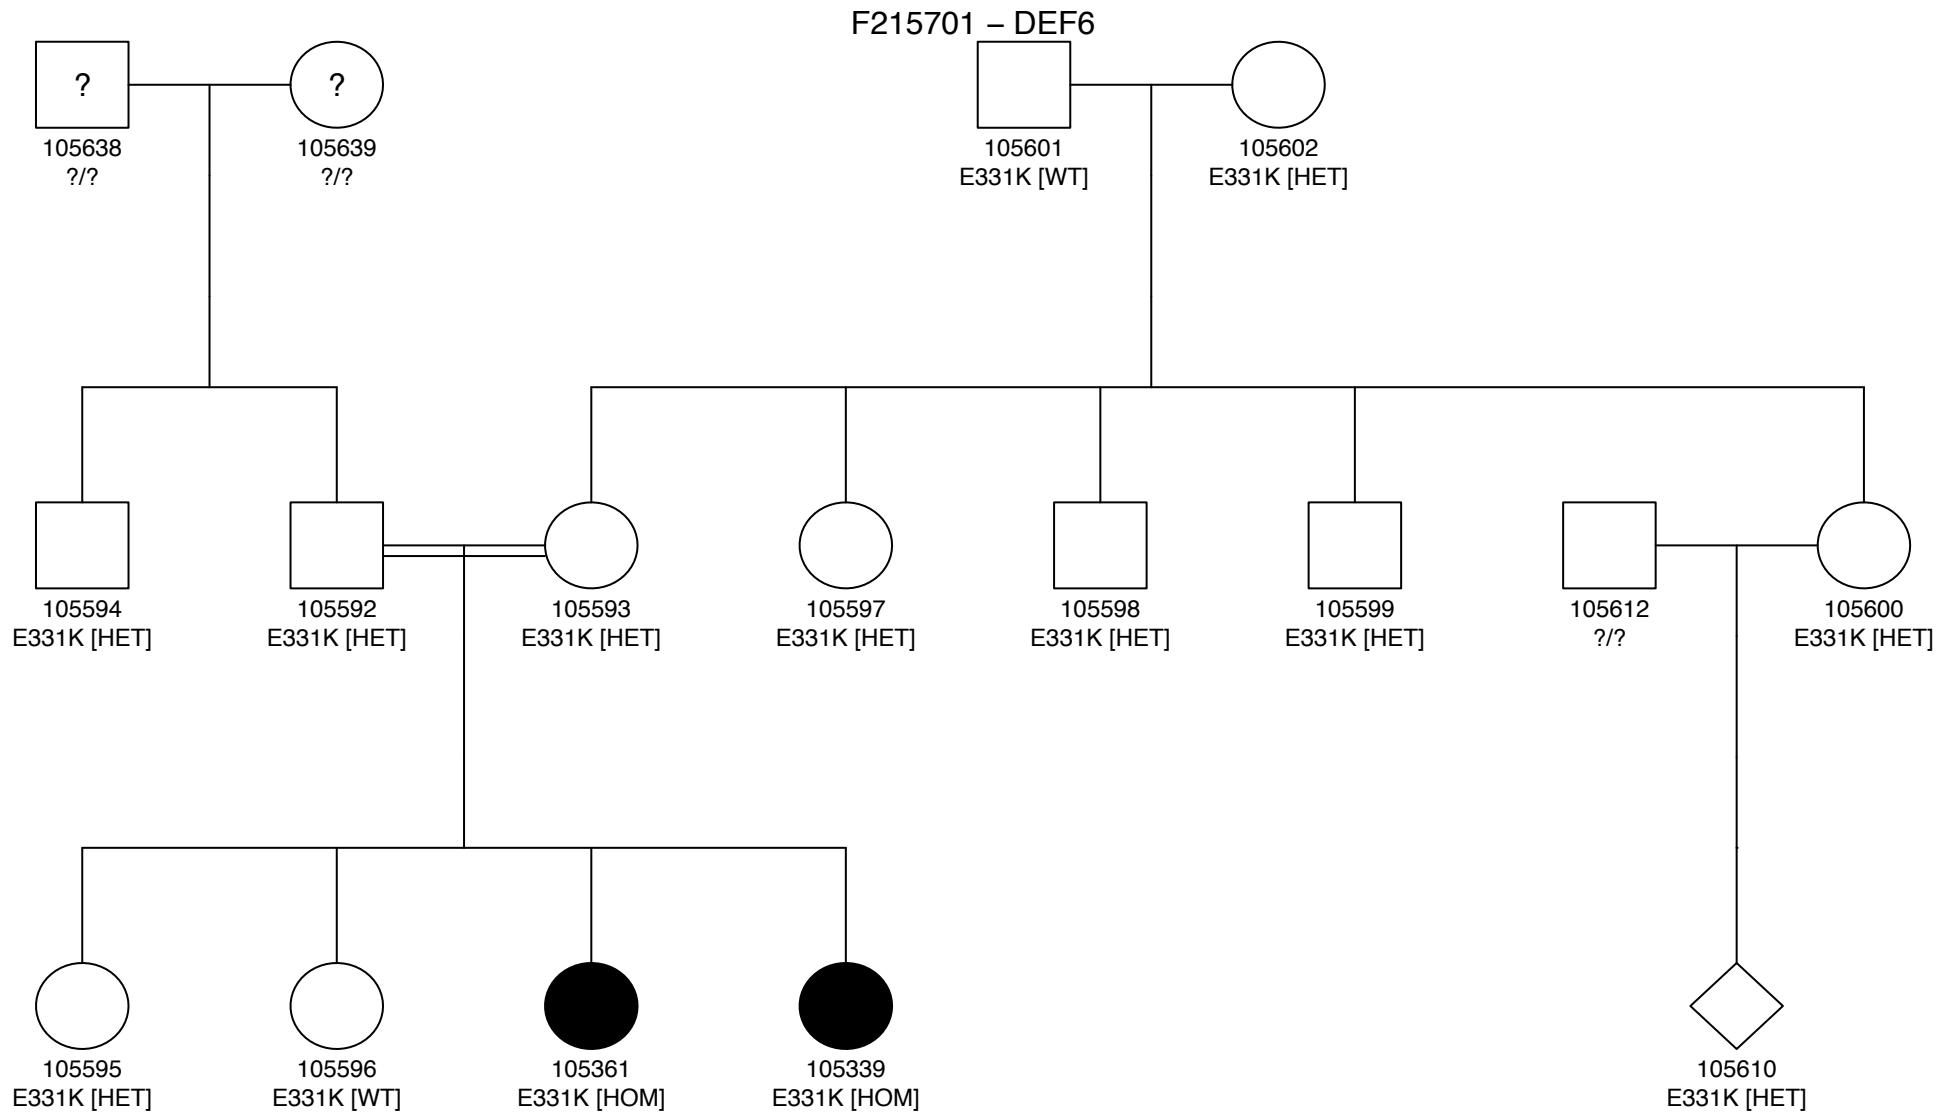 F215701 – DEF6
? ?
105638 105639 105601 105602
?/? ?/? E331K [WT] E331K [HET]
105594 105592 105593 105597 105598 105599 105612 105600
E331K [HET] E331K [HET] E331K [HET] E331K [HET] E331K [HET] E331K [HET] ?/? E331K [HET]
105595 105596 105361 105339 105610
E331K [HET] E331K [WT] E331K [HOM] E331K [HOM] E331K [HET]